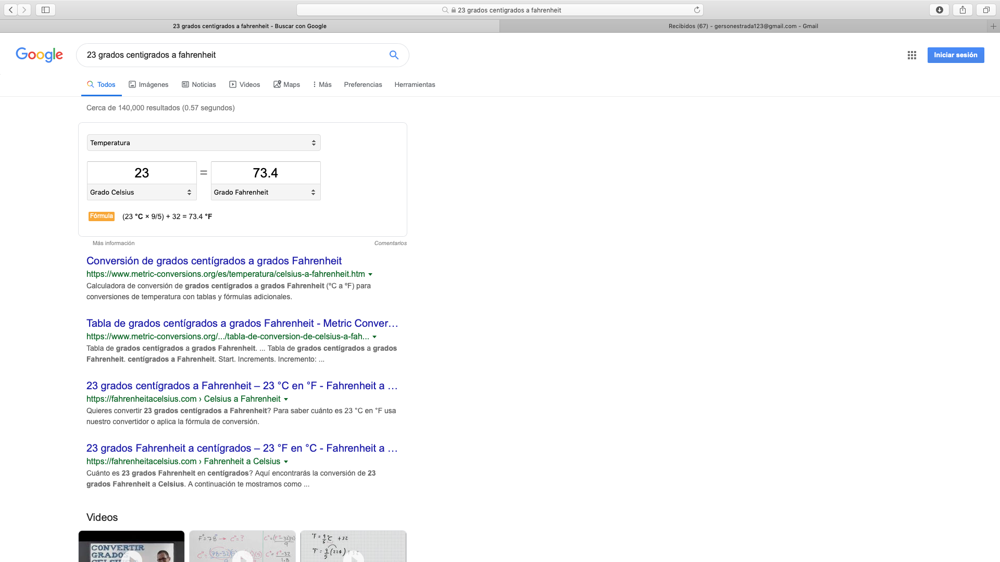 23 grados centigrados a fahrenheit
23 grados centigrados a fahrenheit - Buscar con Google
Recibidos (67) - gersonestrada123@gmail.com - Gmail
Google
23 grados centigrados a fahrenheit
Iniciar sesión
Todos
Imágenes
Noticias
Videos
Maps
Más
Preferencias
Herramientas
Cerca de 140,000 resultados (0.57 segundos)
Temperatura
23 = 73.4
Grado Celsius
Grado Fahrenheit
Fórmula (23 °C × 9/5) + 32 = 73.4 °F
Más información
Comentarios
Conversión de grados centígrados a grados Fahrenheit
https://www.metric-conversions.org/es/temperatura/celsius-a-fahrenheit.htm
Calculadora de conversión de grados centígrados a grados Fahrenheit (ºC a ºF) para
conversiones de temperatura con tablas y fórmulas adicionales.
Tabla de grados centígrados a grados Fahrenheit - Metric Conver...
https://www.metric-conversions.org/.../tabla-de-conversion-de-celsius-a-fah...
Tabla de grados centígrados a grados Fahrenheit. ... Tabla de grados centígrados a grados
Fahrenheit. centígrados a Fahrenheit. Start. Increments. Incremento: ...
23 grados centígrados a Fahrenheit – 23 °C en °F - Fahrenheit a ...
https://fahrenheitacelsius.com › Celsius a Fahrenheit
Quieres convertir 23 grados centígrados a Fahrenheit? Para saber cuánto es 23 °C en °F usa
nuestro convertidor o aplica la fórmula de conversión.
23 grados Fahrenheit a centígrados – 23 °F en °C - Fahrenheit a ...
https://fahrenheitacelsius.com › Fahrenheit a Celsius
Cuánto es 23 grados Fahrenheit en centígrados? Aquí encontrarás la conversión de 23
grados Fahrenheit a Celsius. A continuación te mostramos como ...
Videos
CONVERTIR
GRADOS
F°=78° → C°=?
°F = 9/5 °C +32